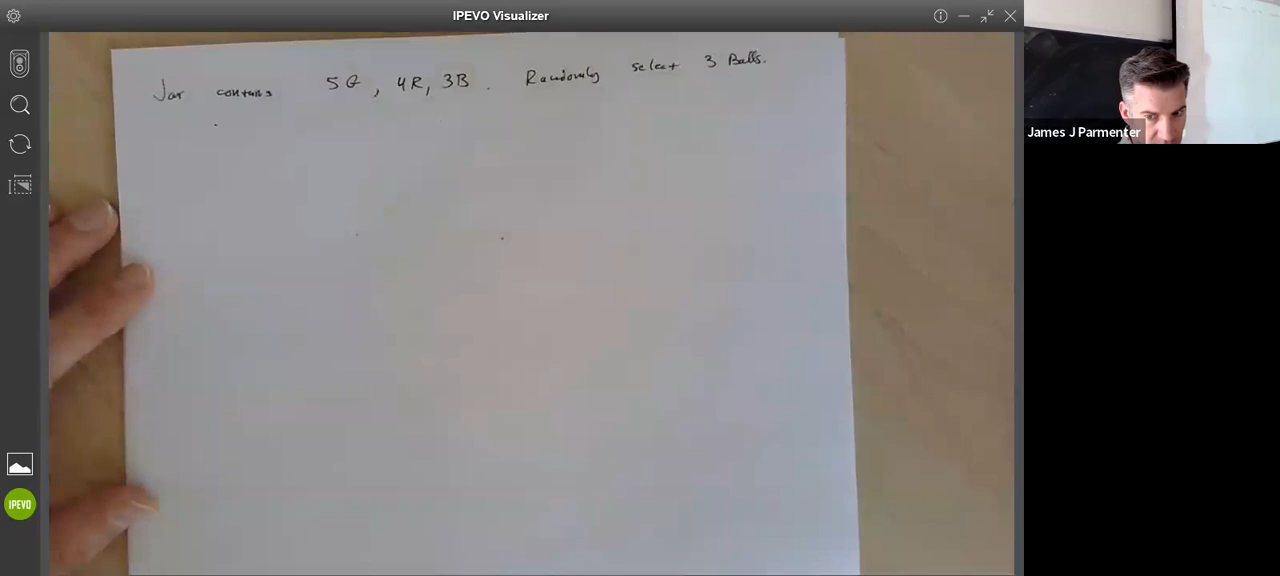 IPEVO Visualizer
Jar contains 5G, 4R, 3B. Randomly select 3 Balls.
James J Parmenter
IPEVO